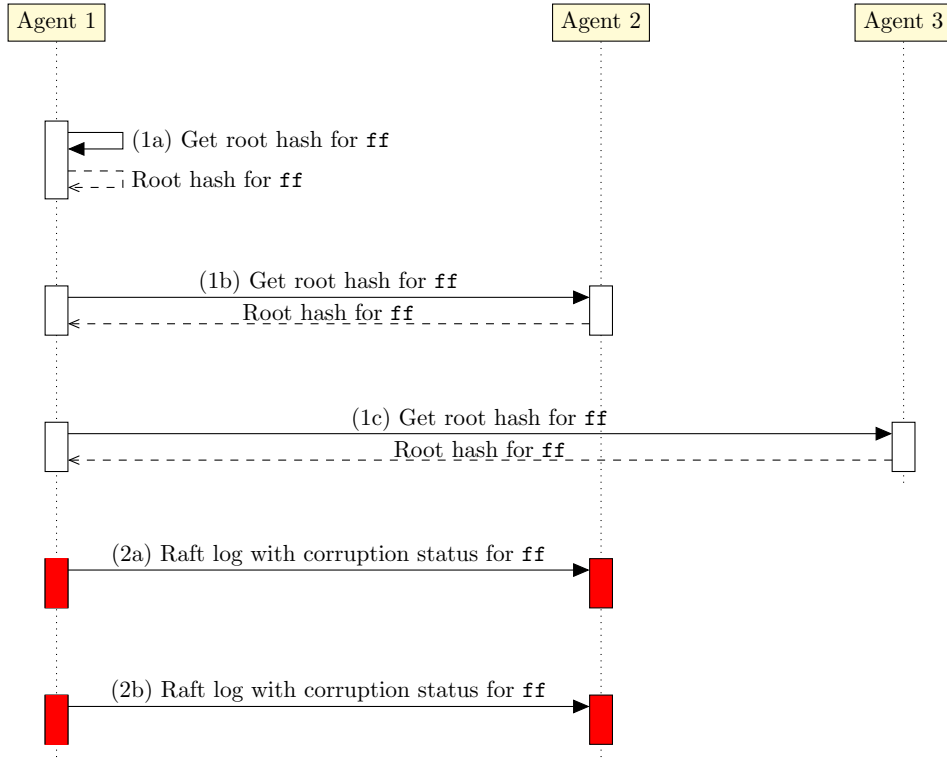 Agent 1
Agent 2
Agent 3
(1a) Get root hash for ff
Root hash for ff
(1b) Get root hash for ff
Root hash for ff
(1c) Get root hash for ff
Root hash for ff
(2a) Raft log with corruption status for ff
(2b) Raft log with corruption status for ff